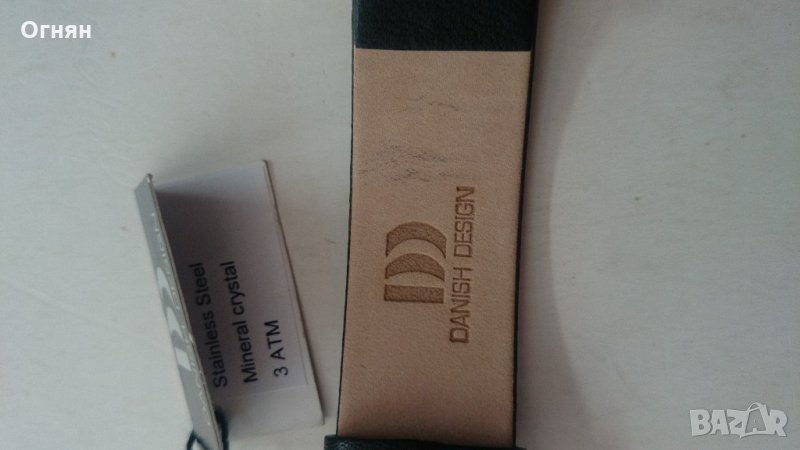 Огнян
DANISH DESIGN
Stainless Steel
Mineral crystal
3 ATM
BAZAR